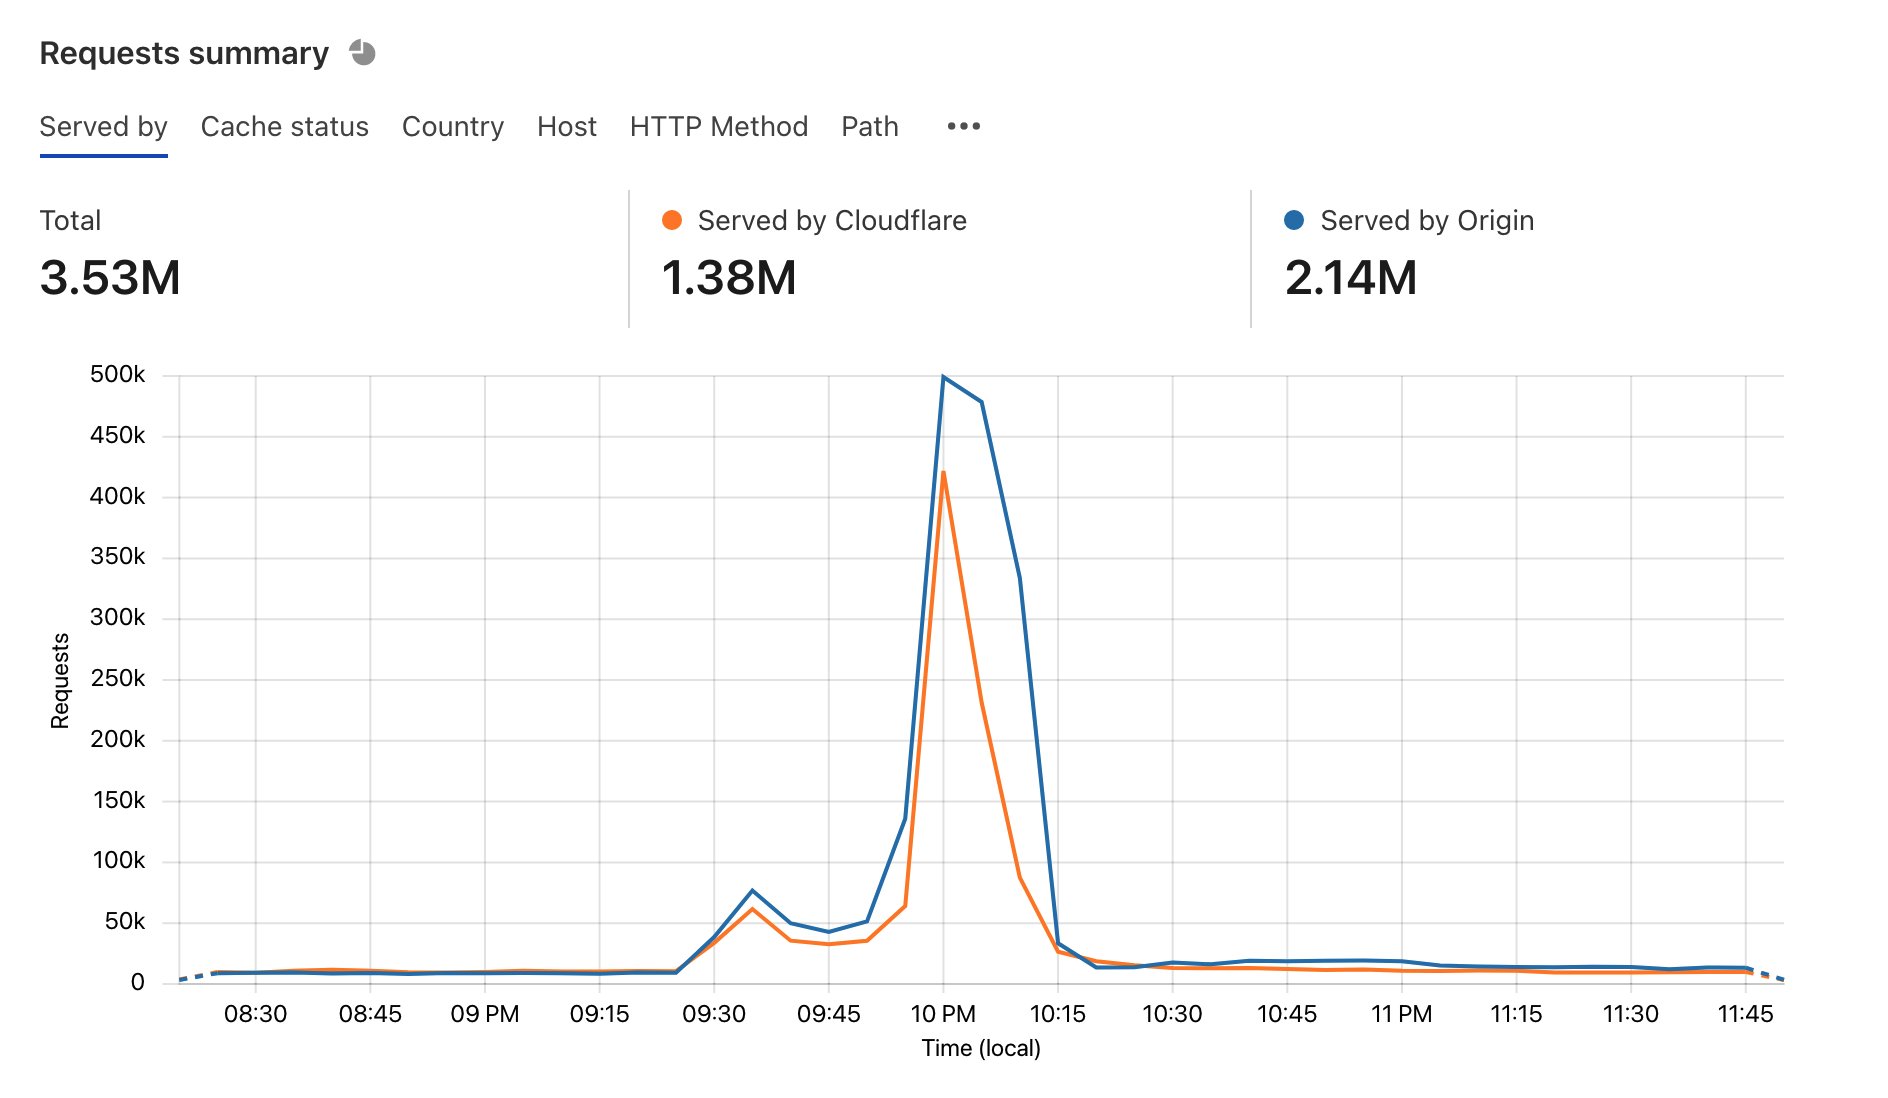 Requests summary
Served by Cache status Country Host HTTP Method Path
Total
3.53M
Served by Cloudflare
1.38M
Served by Origin
2.14M
500k
450k
400k
350k
300k
250k
200k
150k
100k
50k
0
Requests
08:30 08:45 09 PM 09:15 09:30 09:45 10 PM 10:15 10:30 10:45 11 PM 11:15 11:30 11:45
Time (local)